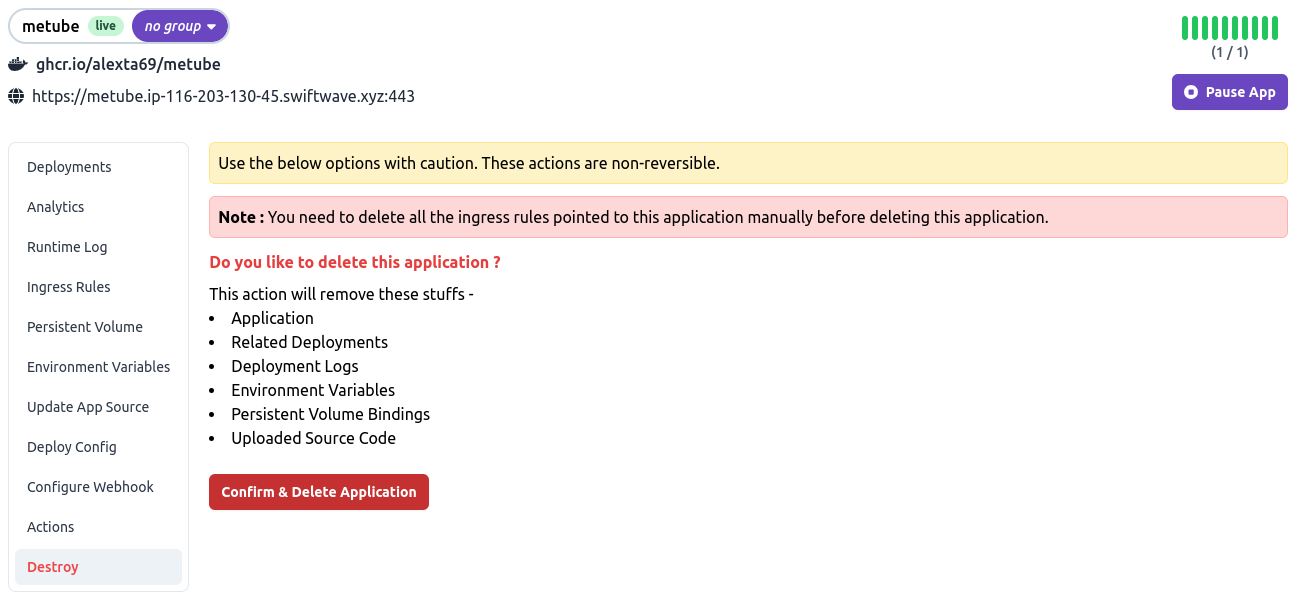 metube live no group
ghcr.io/alexta69/metube
https://metube.ip-116-203-130-45.swiftwave.xyz:443
(1 / 1)
Pause App
Deployments
Analytics
Runtime Log
Ingress Rules
Persistent Volume
Environment Variables
Update App Source
Deploy Config
Configure Webhook
Actions
Destroy
Use the below options with caution. These actions are non-reversible.
Note : You need to delete all the ingress rules pointed to this application manually before deleting this application.
Do you like to delete this application ?
This action will remove these stuffs -
• Application
• Related Deployments
• Deployment Logs
• Environment Variables
• Persistent Volume Bindings
• Uploaded Source Code
Confirm & Delete Application